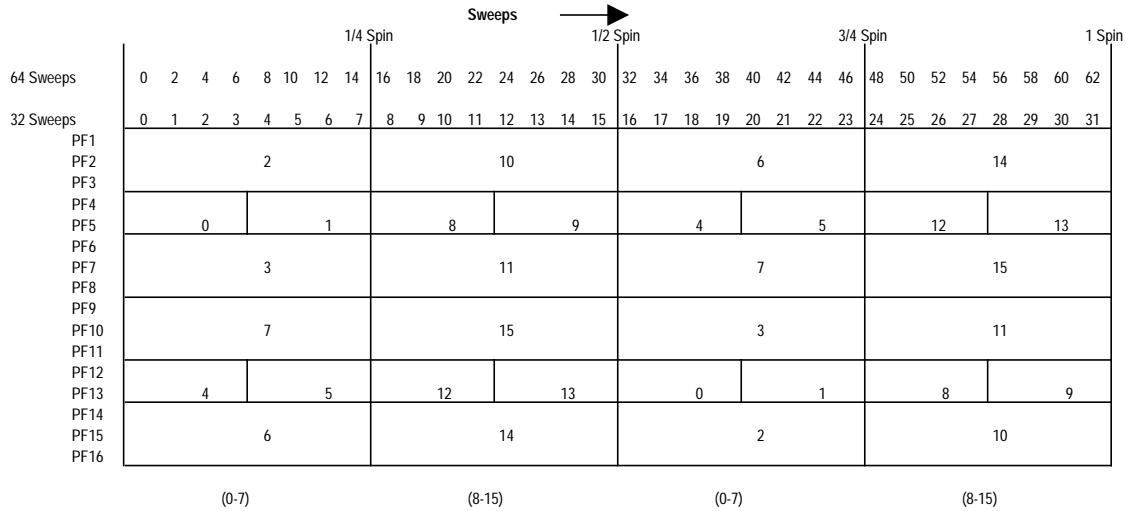 Sweeps
1/4 Spin 1/2 Spin 3/4 Spin 1 Spin
64 Sweeps 0 2 4 6 8 10 12 14 16 18 20 22 24 26 28 30 32 34 36 38 40 42 44 46 48 50 52 54 56 58 60 62
32 Sweeps 0 1 2 3 4 5 6 7 8 9 10 11 12 13 14 15 16 17 18 19 20 21 22 23 24 25 26 27 28 29 30 31
PF1
PF2 2 10 6 14
PF3
PF4
PF5 0 1 8 9 4 5 12 13
PF6
PF7 3 11 7 15
PF8
PF9
PF10 7 15 3 11
PF11
PF12
PF13 4 5 12 13 0 1 8 9
PF14
PF15 6 14 2 10
PF16
(0-7) (8-15) (0-7) (8-15)